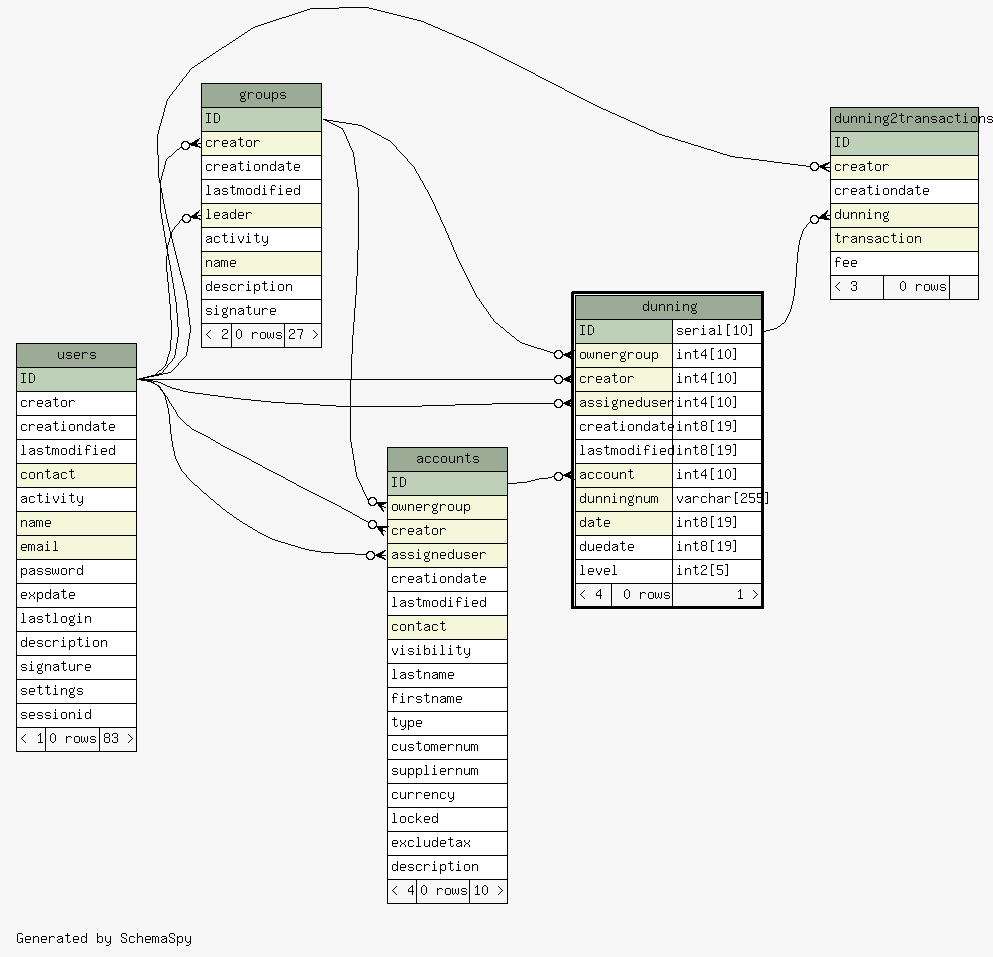 groups
ID
creator
creationdate
lastmodified
leader
activity
name
description
signature
< 2 0 rows 27 >
dunning2transactions
ID
creator
creationdate
dunning
transaction
fee
< 3 0 rows
dunning
ID serial[10]
ownergroup int4[10]
creator int4[10]
assigneduser int4[10]
creationdate int8[19]
lastmodified int8[19]
account int4[10]
dunningnum varchar[255]
date int8[19]
duedate int8[19]
level int2[5]
< 4 0 rows 1 >
users
ID
creator
creationdate
lastmodified
contact
activity
name
email
password
expdate
lastlogin
description
signature
settings
sessionid
< 1 0 rows 83 >
accounts
ID
ownergroup
creator
assigneduser
creationdate
lastmodified
contact
visibility
lastname
firstname
type
customernum
suppliernum
currency
locked
excludetax
description
< 4 0 rows 10 >
Generated by SchemaSpy